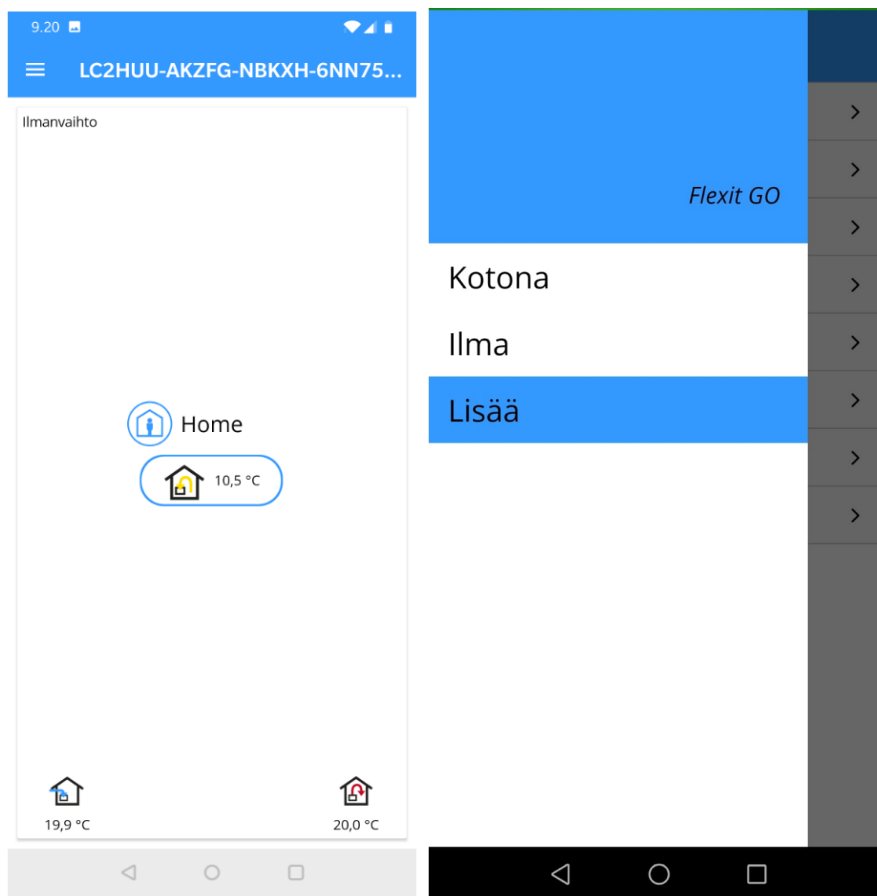 9.20
LC2HUU-AKZFG-NBKXH-6NN75...
Ilmanvaihto
Home
10,5 °C
19,9 °C
20,0 °C
Flexit GO
Kotona
Ilma
Lisää